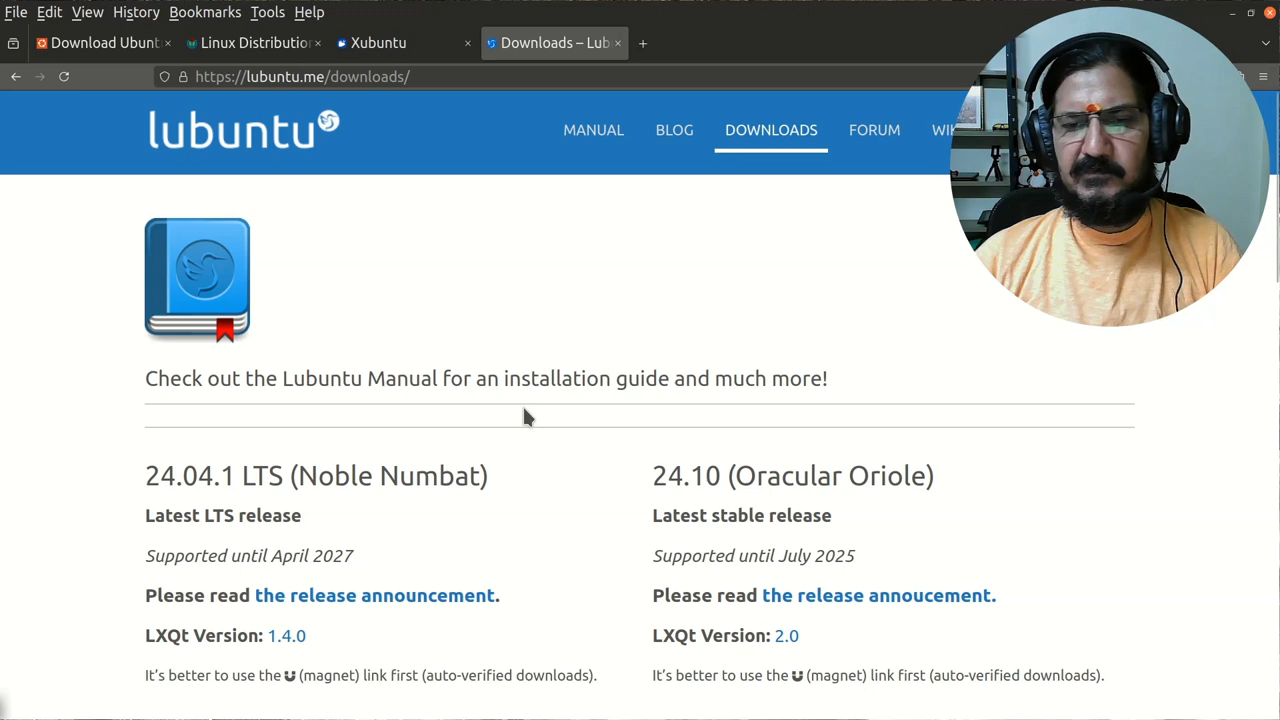 File Edit View History Bookmarks Tools Help
Download Ubunt
Linux Distribution
Xubuntu
Downloads – Lub
https://lubuntu.me/downloads/
lubuntu
MANUAL BLOG DOWNLOADS FORUM
Check out the Lubuntu Manual for an installation guide and much more!
24.04.1 LTS (Noble Numbat)
Latest LTS release
Supported until April 2027
Please read the release announcement.
LXQt Version: 1.4.0
It's better to use the (magnet) link first (auto-verified downloads).
24.10 (Oracular Oriole)
Latest stable release
Supported until July 2025
Please read the release annoucement.
LXQt Version: 2.0
It's better to use the (magnet) link first (auto-verified downloads).